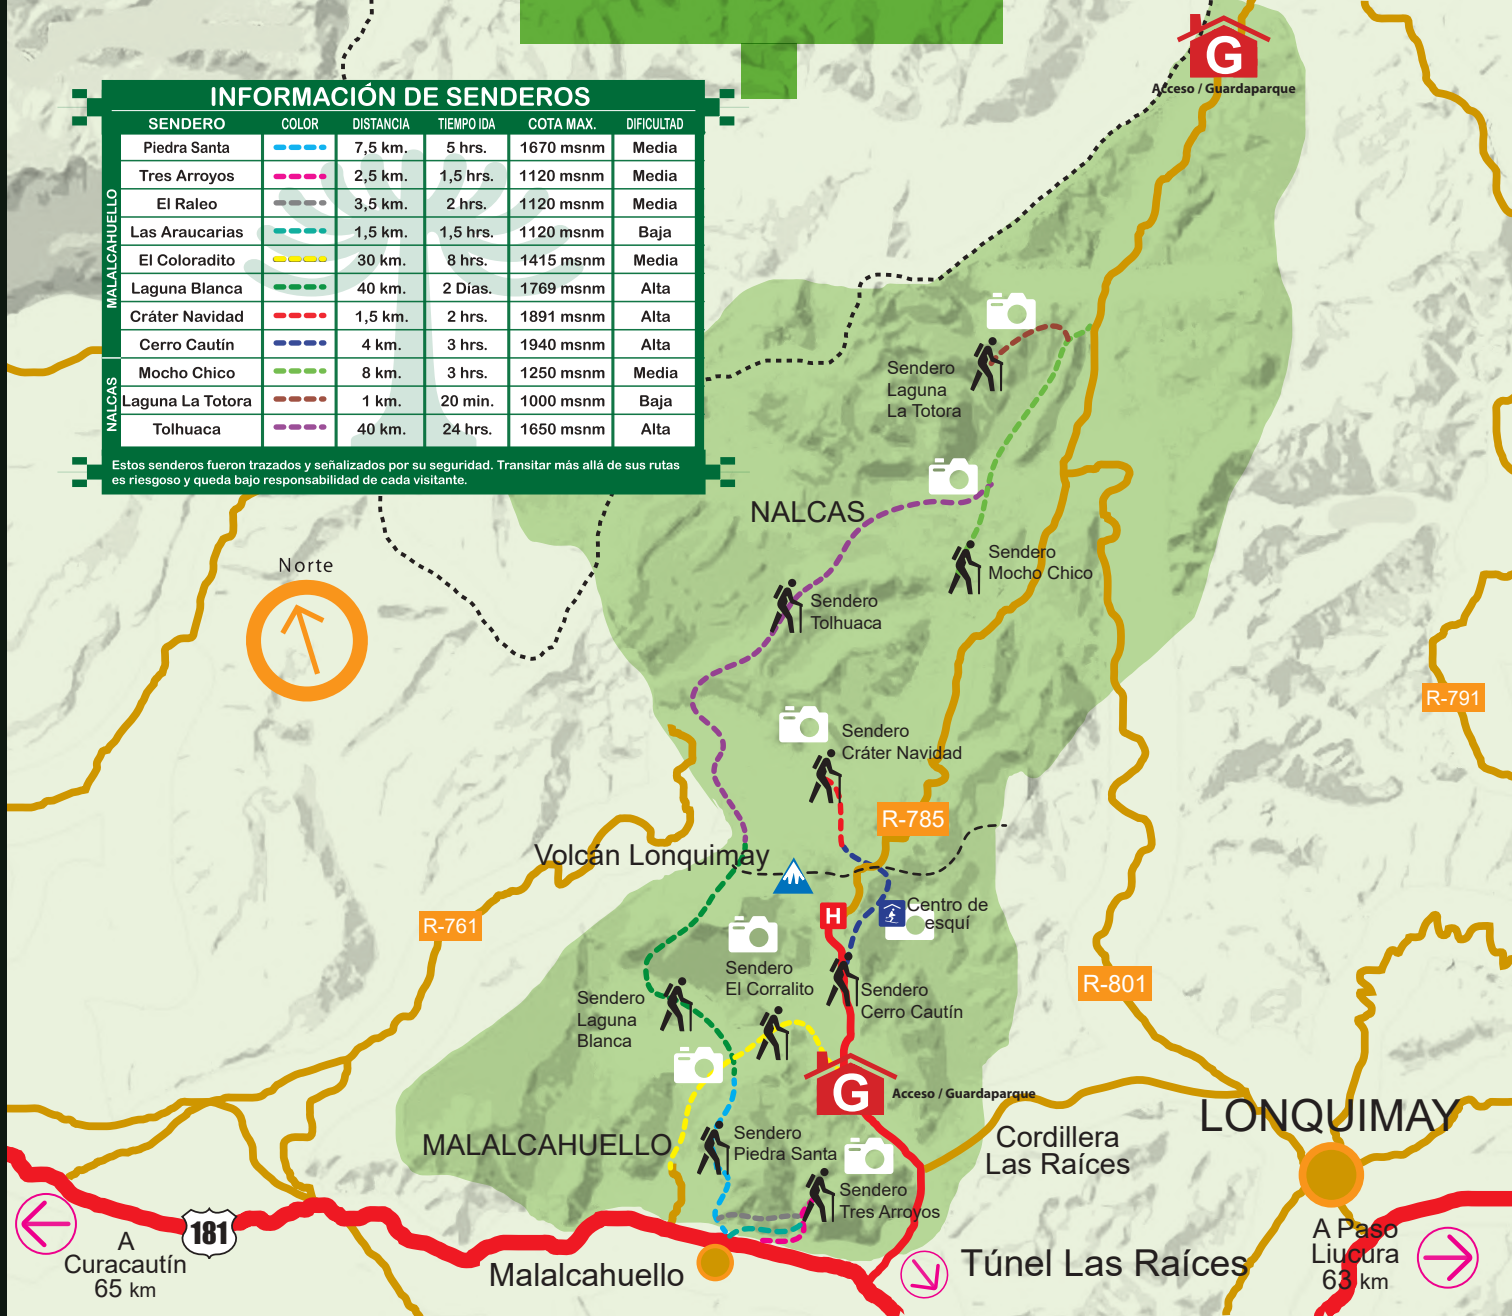 G
Acceso / Guardaparque
INFORMACIÓN DE SENDEROS
SENDERO COLOR DISTANCIA TIEMPO IDA COTA MAX. DIFICULTAD
MALALCAHUELLO
Piedra Santa 7,5 km. 5 hrs. 1670 msnm Media
Tres Arroyos 2,5 km. 1,5 hrs. 1120 msnm Media
El Raleo 3,5 km. 2 hrs. 1120 msnm Media
Las Araucarias 1,5 km. 1,5 hrs. 1120 msnm Baja
El Coloradito 30 km. 8 hrs. 1415 msnm Media
Laguna Blanca 40 km. 2 Días. 1769 msnm Alta
Cráter Navidad 1,5 km. 2 hrs. 1891 msnm Alta
Cerro Cautín 4 km. 3 hrs. 1940 msnm Alta
NALCAS
Mocho Chico 8 km. 3 hrs. 1250 msnm Media
Laguna La Totora 1 km. 20 min. 1000 msnm Baja
Tolhuaca 40 km. 24 hrs. 1650 msnm Alta
Estos senderos fueron trazados y señalizados por su seguridad. Transitar más allá de sus rutas
es riesgoso y queda bajo responsabilidad de cada visitante.
Sendero
Laguna
La Totora
NALCAS
Sendero
Mocho Chico
Norte
Sendero
Tolhuaca
R-791
Sendero
Cráter Navidad
R-785
Volcán Lonquimay
H
Centro de
esquí
R-761
Sendero
El Corralito
R-801
Sendero
Cerro Cautín
Sendero
Laguna
Blanca
G
Acceso / Guardaparque
LONQUIMAY
MALALCAHUELLO
Sendero
Piedra Santa
Cordillera
Las Raíces
Sendero
Tres Arroyos
181
A
Curacautín
65 km
Malalcahuello
Túnel Las Raíces
A Paso
Liucura
63 km